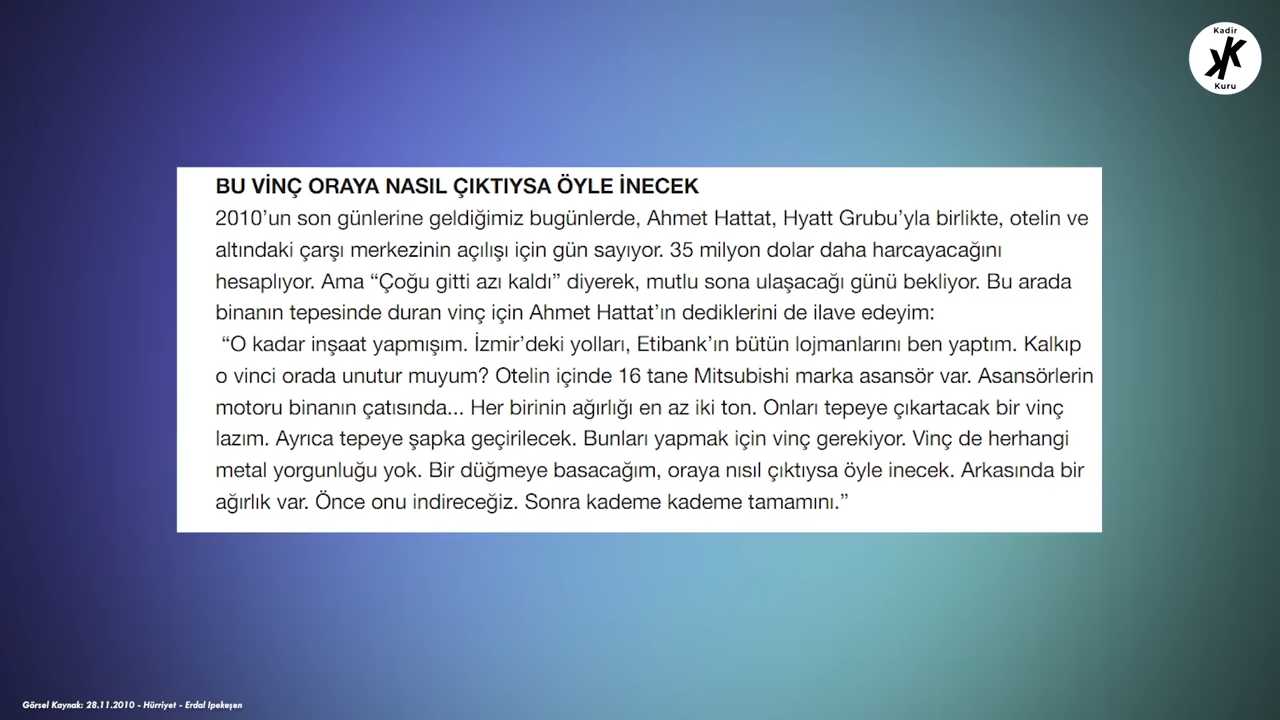 Kadir
KK
Kuru
BU VİNÇ ORAYA NASIL ÇIKTIYSA ÖYLE İNECEK
2010’un son günlerine geldiğimiz bugünlerde, Ahmet Hattat, Hyatt Grubu’yla birlikte, otelin ve
altındaki çarşı merkezinin açılışı için gün sayıyor. 35 milyon dolar daha harcayacağını
hesaplıyor. Ama “Çoğu gitti azı kaldı” diyerek, mutlu sona ulaşacağı günü bekliyor. Bu arada
binanın tepesinde duran vinç için Ahmet Hattat’ın dediklerini de ilave edeyim:
“O kadar inşaat yapmışım. İzmir’deki yolları, Etibank’ın bütün lojmanlarını ben yaptım. Kalkıp
o vinci orada unutur muyum? Otelin içinde 16 tane Mitsubishi marka asansör var. Asansörlerin
motoru binanın çatısında... Her birinin ağırlığı en az iki ton. Onları tepeye çıkartacak bir vinç
lazım. Ayrıca tepeye şapka geçirilecek. Bunları yapmak için vinç gerekiyor. Vinç de herhangi
metal yorgunluğu yok. Bir düğmeye basacağım, oraya nısıl çıktıysa öyle inecek. Arkasında bir
ağırlık var. Önce onu indireceğiz. Sonra kademe kademe tamamını.”
Görsel Kaynak: 28.11.2010 - Hürriyet - Erdal Ipekeşen